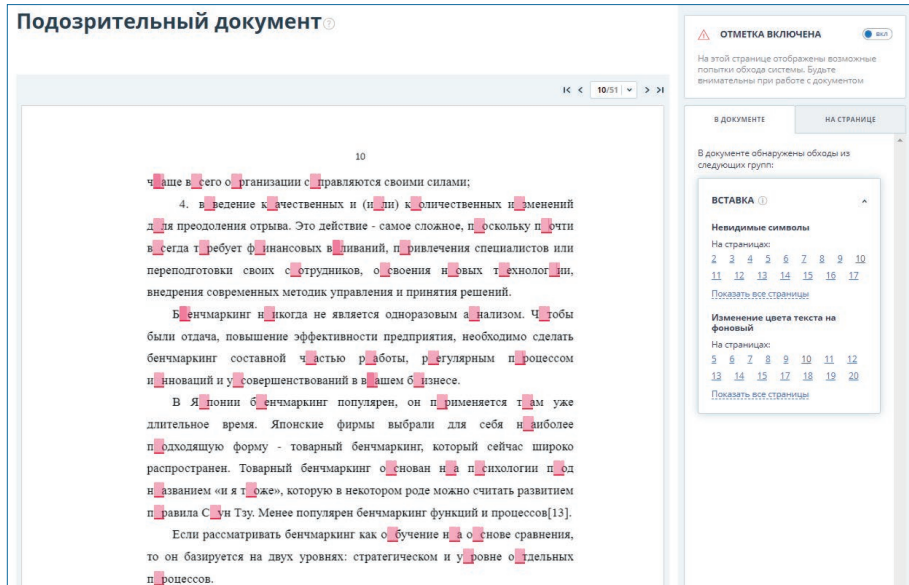 Подозрительный документ
10/51
10
чаще всего организации справляются своими силами;
4. введение качественных и (или) количественных изменений
для преодоления отрыва. Это действие - самое сложное, поскольку почти
всегда требует финансовых вливаний, привлечения специалистов или
переподготовки своих сотрудников, освоения новых технологии,
внедрения современных методик управления и принятия решений.
Бенчмаркинг никогда не является одноразовым анализом. Чтобы
были отдача, повышение эффективности предприятия, необходимо сделать
бенчмаркинг составной частью работы, регулярным процессом
инноваций и усовершенствований в вашем бизнесе.
В Японии бенчмаркинг популярен, он применяется там уже
длительное время. Японские фирмы выбрали для себя наиболее
подходящую форму - товарный бенчмаркинг, который сейчас широко
распространен. Товарный бенчмаркинг основан на психологии под
названием «и я тоже», которую в некотором роде можно считать развитием
правила Сун Тзу. Менее популярен бенчмаркинг функций и процессов[13].
Если рассматривать бенчмаркинг как обучение на основе сравнения,
то он базируется на двух уровнях: стратегическом и уровне отдельных
процессов.
ОТМЕТКА ВКЛЮЧЕНА
ВКЛ
На этой странице отображены возможные
попытки обхода системы. Будьте
внимательны при работе с документом
В ДОКУМЕНТЕ
НА СТРАНИЦЕ
В документе обнаружены обходы из
следующих групп:
ВСТАВКА
Невидимые символы
На страницах:
2 3 4 5 6 7 8 9 10
11 12 13 14 15 16 17
Показать все страницы
Изменение цвета текста на
фоновый
На страницах:
5 6 7 8 9 10 11 12
13 14 15 17 18 19 20
Показать все страницы